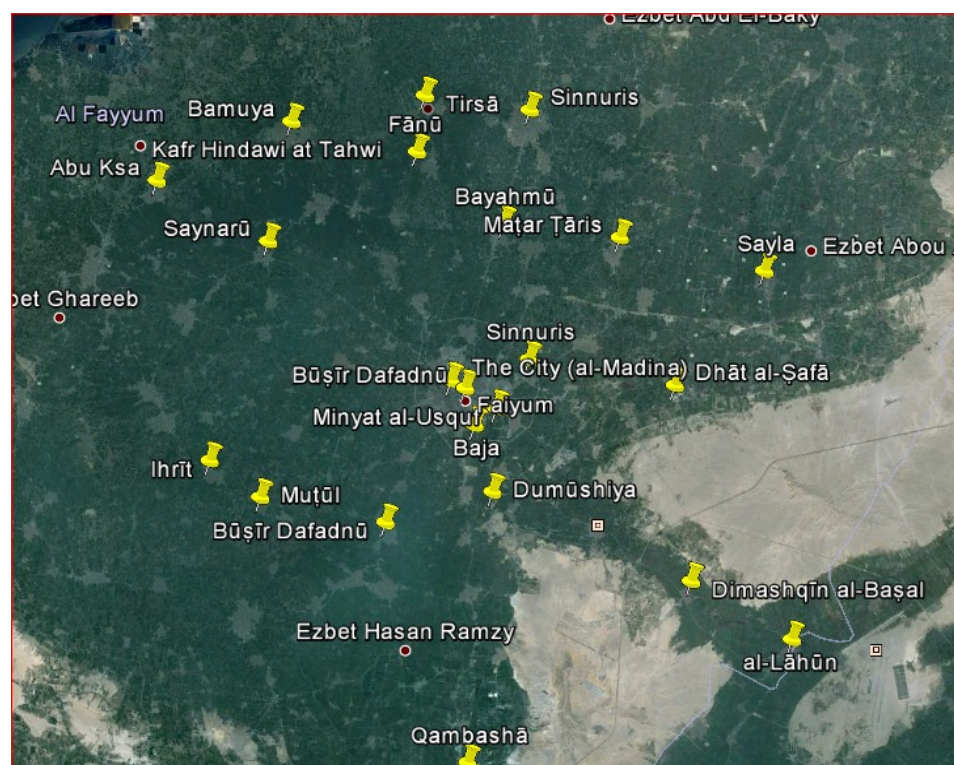 Ezbet Abu El-Baky
Tirsā
Sinnuris
Bamuya
Al Fayyum
Fānū
Kafr Hindawi at Tahwi
Abu Ksa
Bayahmū
Saynarū
Maṭar Ṭāris
Sayla
Ezbet Abou
bet Ghareeb
Sinnuris
The City (al-Madina)
Būṣīr Dafadnū
Dhāt al-Ṣafā
Faiyum
Minyat al-Usquf
Baja
Ihrīt
Muṭūl
Dumūshiya
Būṣīr Dafadnū
Dimashqīn al-Baṣal
Ezbet Hasan Ramzy
al-Lāhūn
Qambashā